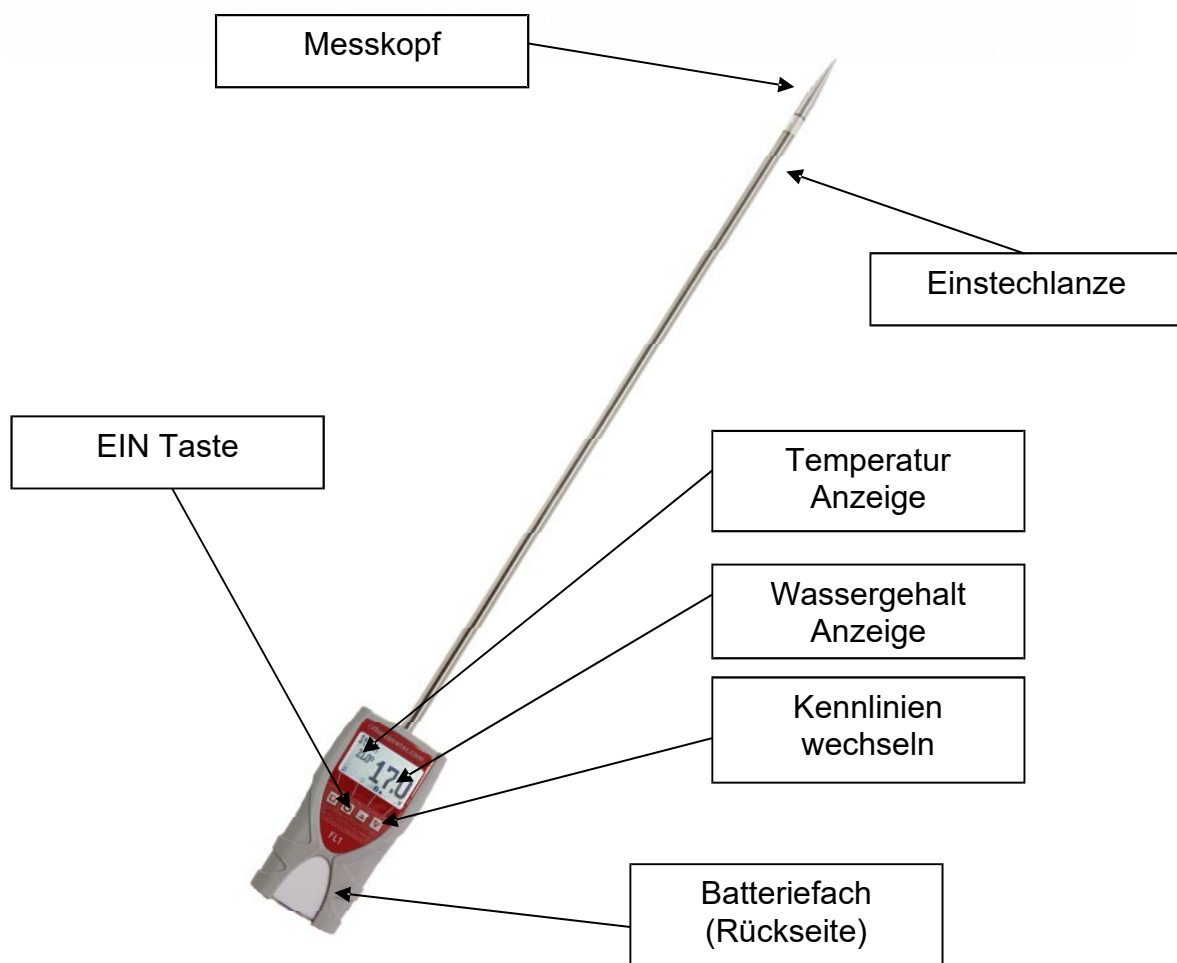 Messkopf
Einstechlanze
EIN Taste
Temperatur
Anzeige
Wassergehalt
Anzeige
Kennlinien
wechseln
17.0
FL1
Batteriefach
(Rückseite)